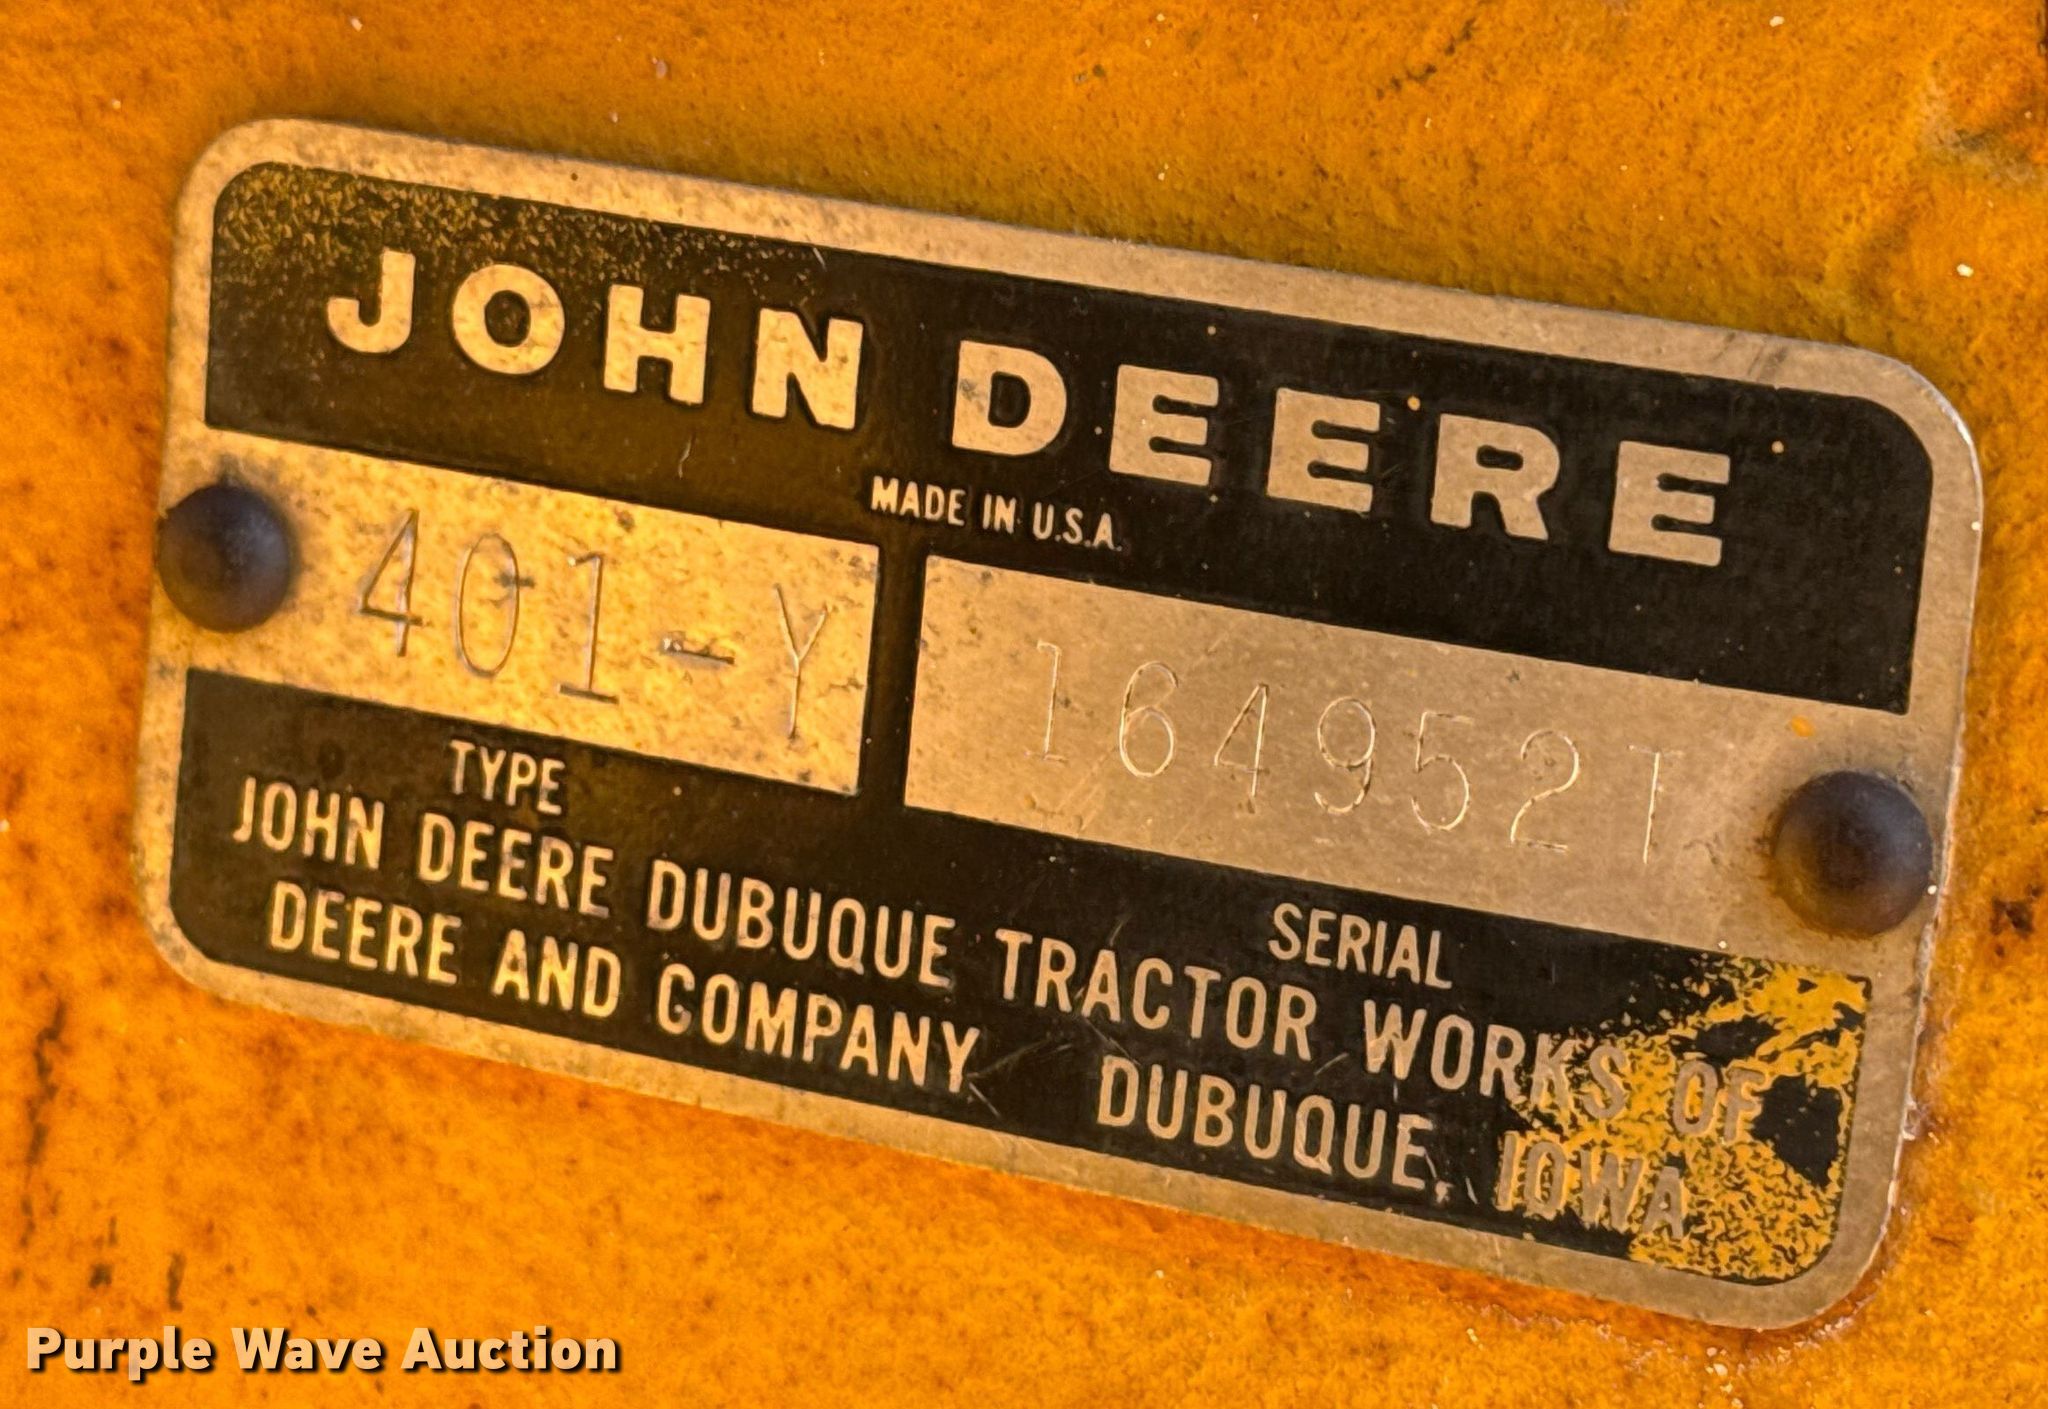 JOHN DEERE
MADE IN U.S.A.
401-Y 164952T
TYPE SERIAL
JOHN DEERE DUBUQUE TRACTOR WORKS OF
DEERE AND COMPANY DUBUQUE, IOWA
Purple Wave Auction